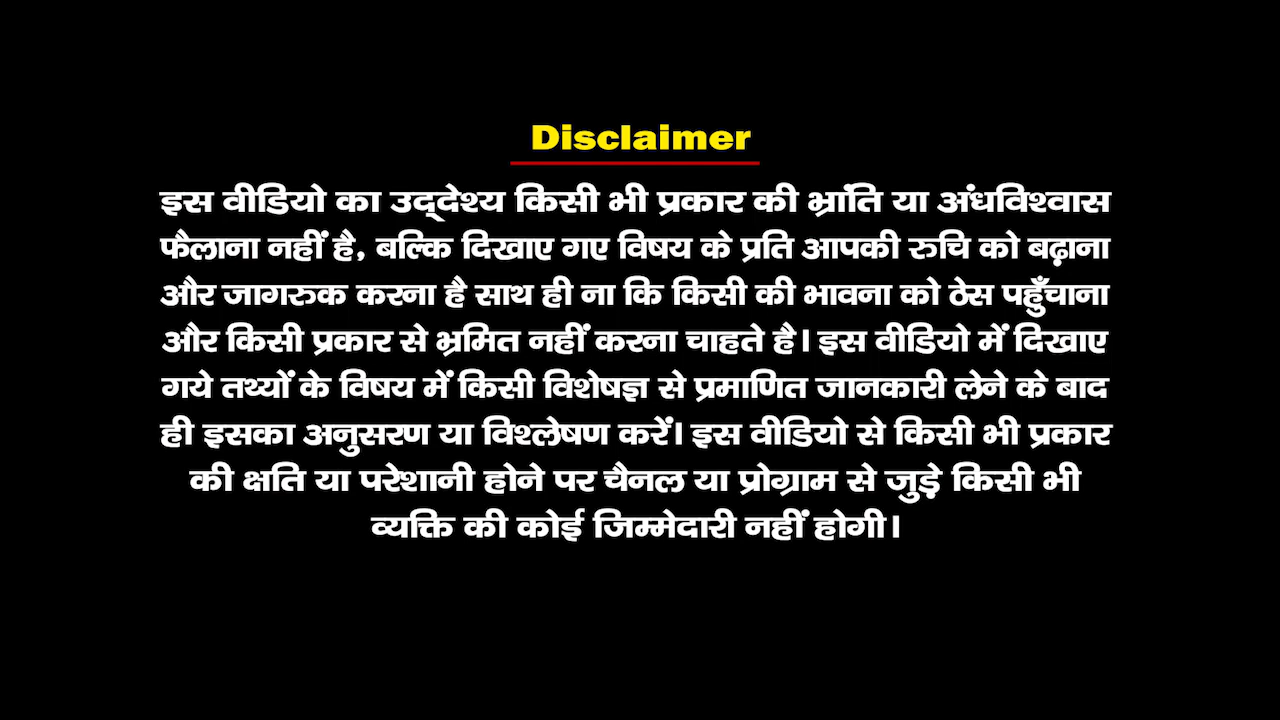 Disclaimer
इस वीडियो का उद्देश्य किसी भी प्रकार की भ्रांति या अंधविश्वास
फैलाना नहीं है, बल्कि दिखाए गए विषय के प्रति आपकी रुचि को बढ़ाना
और जागरुक करना है साथ ही ना कि किसी की भावना को ठेस पहुँचाना
और किसी प्रकार से भ्रमित नहीं करना चाहते है। इस वीडियो में दिखाए
गये तथ्यों के विषय में किसी विशेषज्ञ से प्रमाणित जानकारी लेने के बाद
ही इसका अनुसरण या विश्लेषण करें। इस वीडियो से किसी भी प्रकार
की क्षति या परेशानी होने पर चैनल या प्रोग्राम से जुड़े किसी भी
व्यक्ति की कोई जिम्मेदारी नहीं होगी।